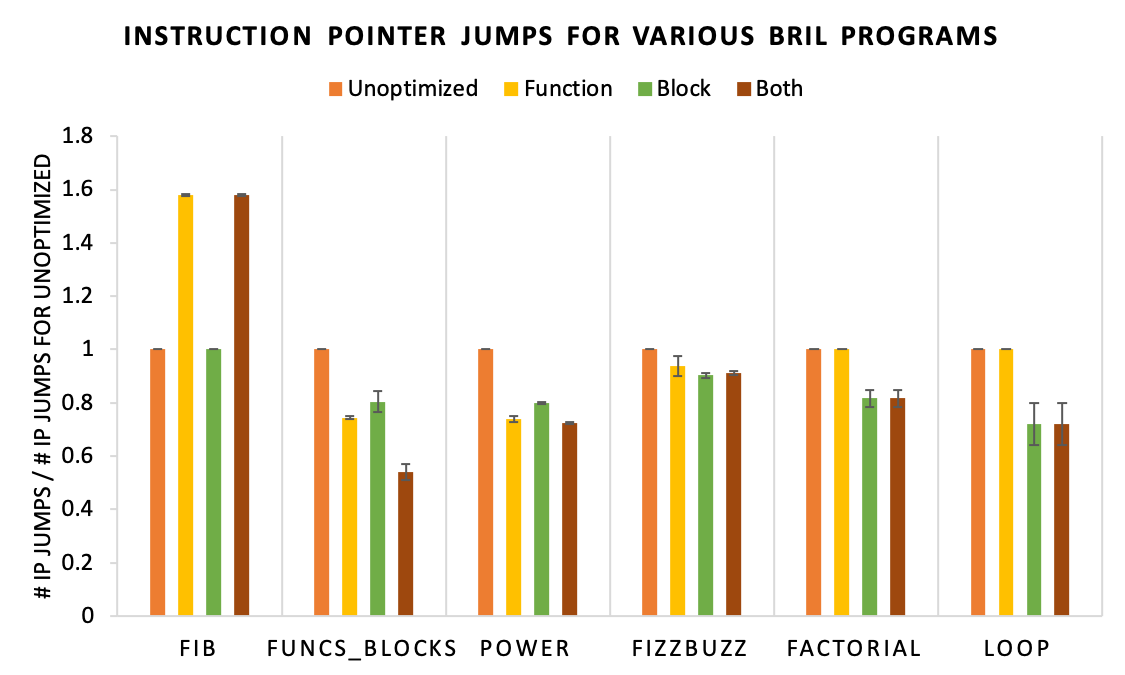 INSTRUCTION POINTER JUMPS FOR VARIOUS BRIL PROGRAMS
Unoptimized Function Block Both
# IP JUMPS / # IP JUMPS FOR UNOPTIMIZED
1.8
1.6
1.4
1.2
1
0.8
0.6
0.4
0.2
0
FIB FUNCS_BLOCKS POWER FIZZBUZZ FACTORIAL LOOP